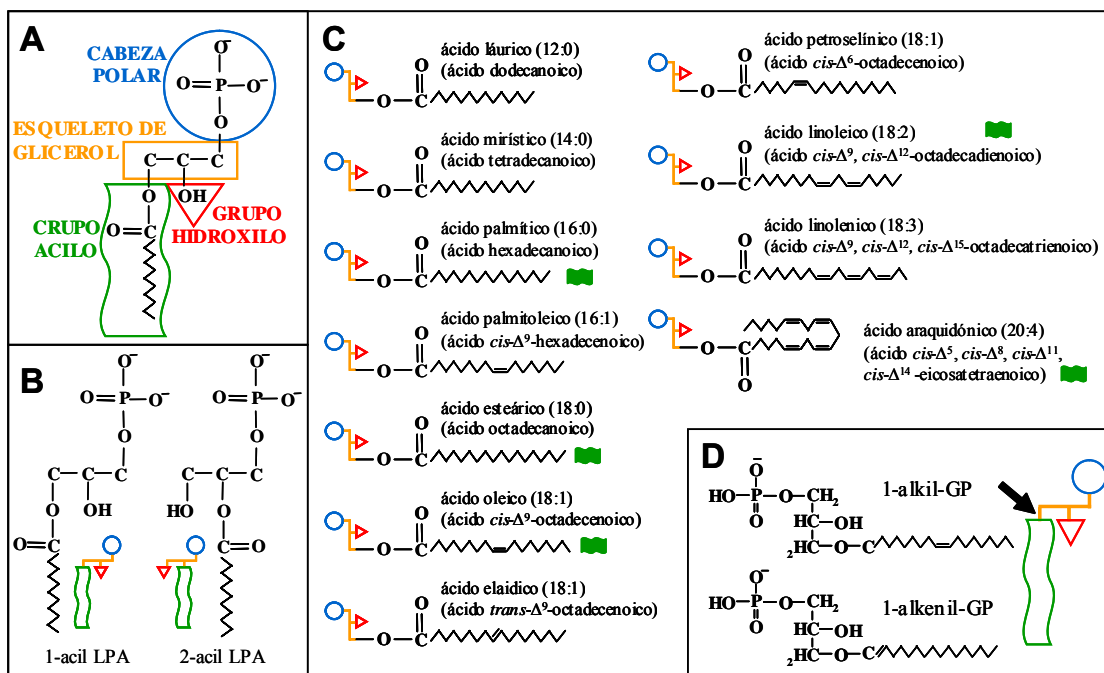 A
CABEZA
POLAR
O⁻
O=P—O⁻
O
ESQUELETO DE
GLICEROL
C C C
O OH
GRUPO
HIDROXILO
CRUPO
ACILO
O=C
B
O⁻
O=P—O⁻
O
C C C
O OH
O=C
1-acil LPA
O⁻
O=P—O⁻
O
C C C
HO O
C=O
2-acil LPA
C
ácido láurico (12:0)
(ácido dodecanoico
O
O—C
ácido mirístico (14:0)
(ácido tetradecanoico
O
O—C
ácido palmítico (16:0)
(ácido hexadecanoico
O
O—C
ácido palmitoleico (16:1)
(ácido cis-Δ⁹-hexadecenoico)
O
O—C
ácido esteárico (18:0)
(ácido octadecanoico
O
O—C
ácido oleico (18:1)
(ácido cis-Δ⁹-octadecenoico)
O
O—C
ácido elaidico (18:1)
(ácido trans-Δ⁹-octadecenoico)
O
O—C
ácido petroselínico (18:1)
(ácido cis-Δ⁶-octadecenoico)
O
O—C
ácido linoleico (18:2)
(ácido cis-Δ⁹, cis-Δ¹²-octadecadienoico)
O
O—C
ácido linolenico (18:3)
(ácido cis-Δ⁹, cis-Δ¹², cis-Δ¹⁵-octadecatrienoico)
O
O—C
ácido araquidónico (20:4)
(ácido cis-Δ⁵, cis-Δ⁸, cis-Δ¹¹,
cis-Δ¹⁴ -eicosatetraenoico)
O—C
O
D
O⁻
HO—P—O—CH₂
O
C—OH
H₂C—O—C
1-alkil-GP
O⁻
HO—P—O—CH₂
O
C—OH
H₂C—O—C
1-alkenil-GP